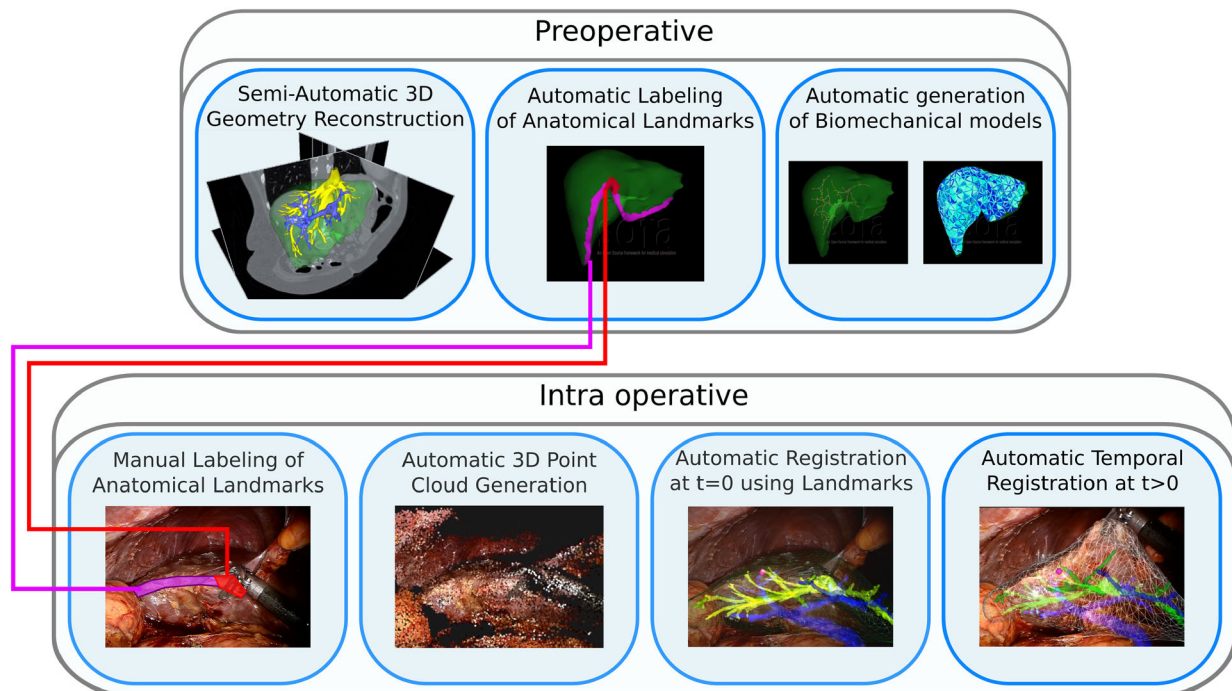 Preoperative
Semi-Automatic 3D
Geometry Reconstruction
Automatic Labeling
of Anatomical Landmarks
Automatic generation
of Biomechanical models
Intra operative
Manual Labeling of
Anatomical Landmarks
Automatic 3D Point
Cloud Generation
Automatic Registration
at t=0 using Landmarks
Automatic Temporal
Registration at t>0